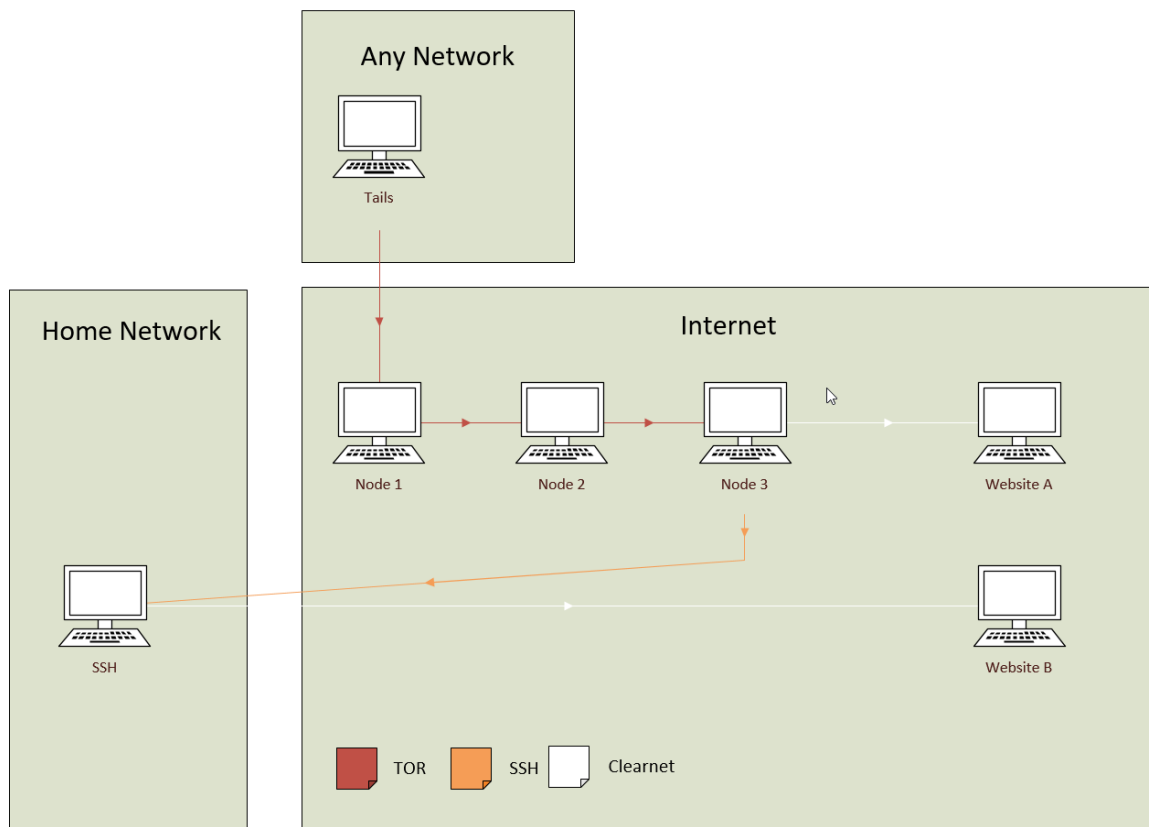 Any Network
Tails
Home Network
Internet
Node 1
Node 2
Node 3
Website A
SSH
Website B
TOR
SSH
Clearnet